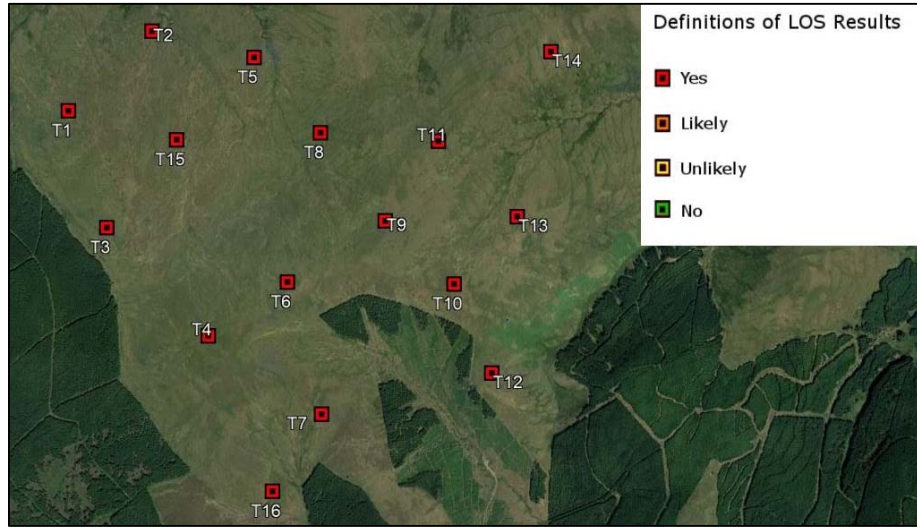 Definitions of LOS Results
Yes
Likely
Unlikely
No
T2
T5
T14
T1
T15
T8
T11
T3
T9
T13
T6
T10
T4
T12
T7
T16